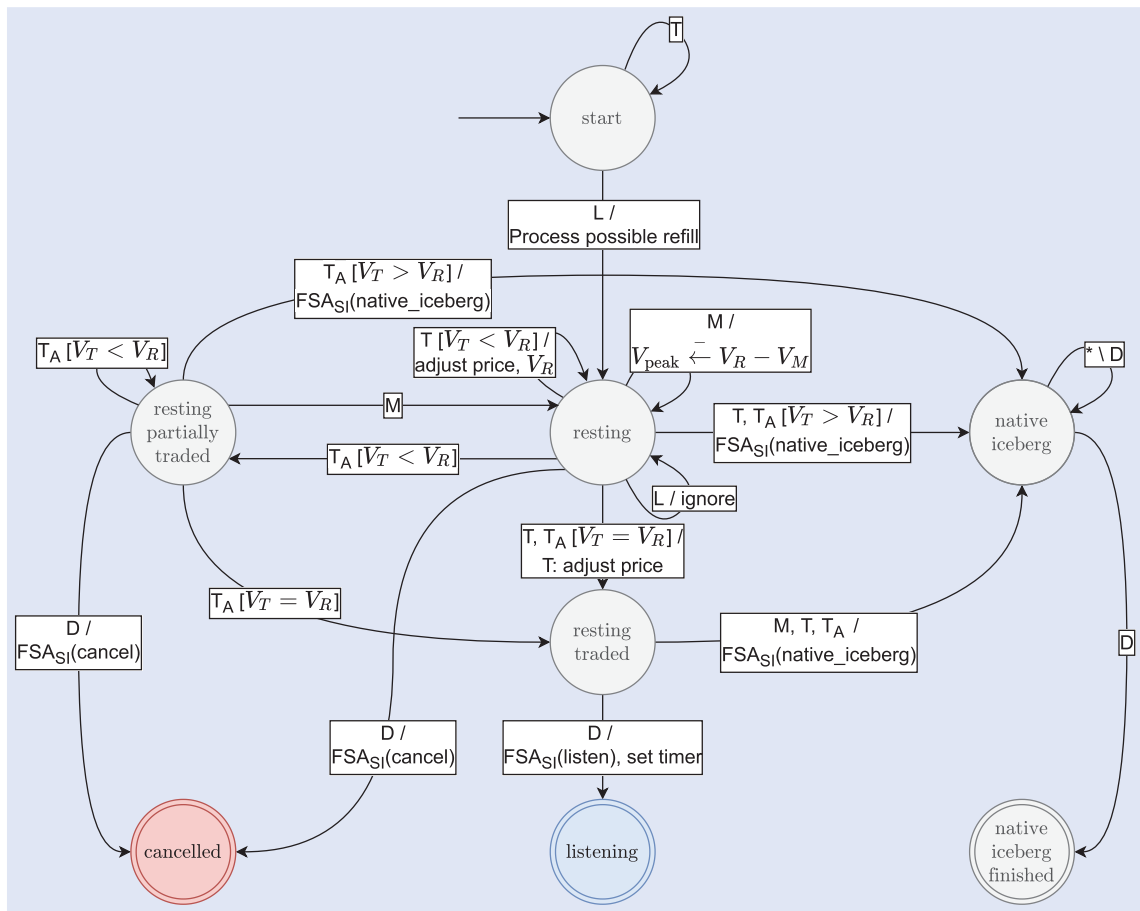 T
start
L /
Process possible refill
T_A [V_T > V_R] /
FSA_SI(native_iceberg)
T_A [V_T < V_R]
T [V_T < V_R] /
adjust price, V_R
M /
V_peak ←⁻ V_R − V_M
* \ D
resting
partially
traded
M
resting
T, T_A [V_T > V_R] /
FSA_SI(native_iceberg)
native
iceberg
T_A [V_T < V_R]
L / ignore
T, T_A [V_T = V_R] /
T: adjust price
T_A [V_T = V_R]
D /
FSA_SI(cancel)
resting
traded
M, T, T_A /
FSA_SI(native_iceberg)
D
D /
FSA_SI(cancel)
D /
FSA_SI(listen), set timer
cancelled
listening
native
iceberg
finished